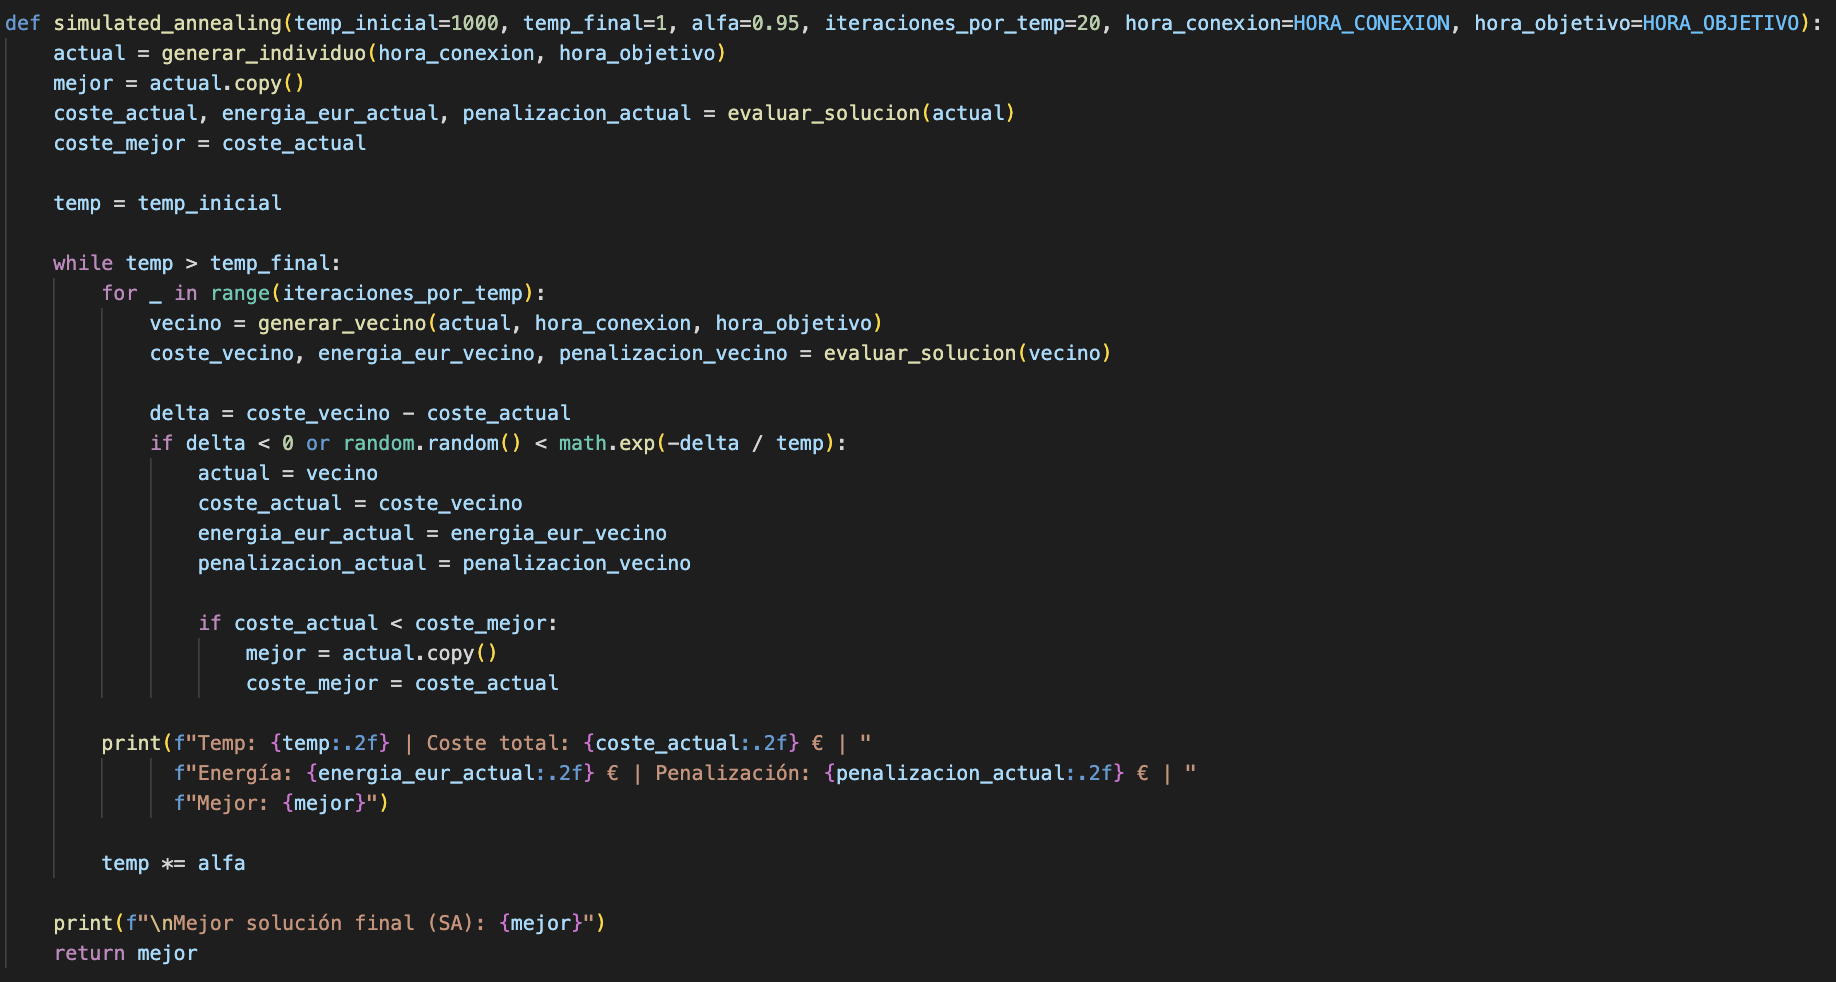 def simulated_annealing(temp_inicial=1000, temp_final=1, alfa=0.95, iteraciones_por_temp=20, hora_conexion=HORA_CONEXION, hora_objetivo=HORA_OBJETIVO):
    actual = generar_individuo(hora_conexion, hora_objetivo)
    mejor = actual.copy()
    coste_actual, energia_eur_actual, penalizacion_actual = evaluar_solucion(actual)
    coste_mejor = coste_actual

    temp = temp_inicial

    while temp > temp_final:
        for _ in range(iteraciones_por_temp):
            vecino = generar_vecino(actual, hora_conexion, hora_objetivo)
            coste_vecino, energia_eur_vecino, penalizacion_vecino = evaluar_solucion(vecino)

            delta = coste_vecino - coste_actual
            if delta < 0 or random.random() < math.exp(-delta / temp):
                actual = vecino
                coste_actual = coste_vecino
                energia_eur_actual = energia_eur_vecino
                penalizacion_actual = penalizacion_vecino

                if coste_actual < coste_mejor:
                    mejor = actual.copy()
                    coste_mejor = coste_actual

        print(f"Temp: {temp:.2f} | Coste total: {coste_actual:.2f} € | "
              f"Energía: {energia_eur_actual:.2f} € | Penalización: {penalizacion_actual:.2f} € | "
              f"Mejor: {mejor}")

        temp *= alfa

    print(f"\nMejor solución final (SA): {mejor}")
    return mejor